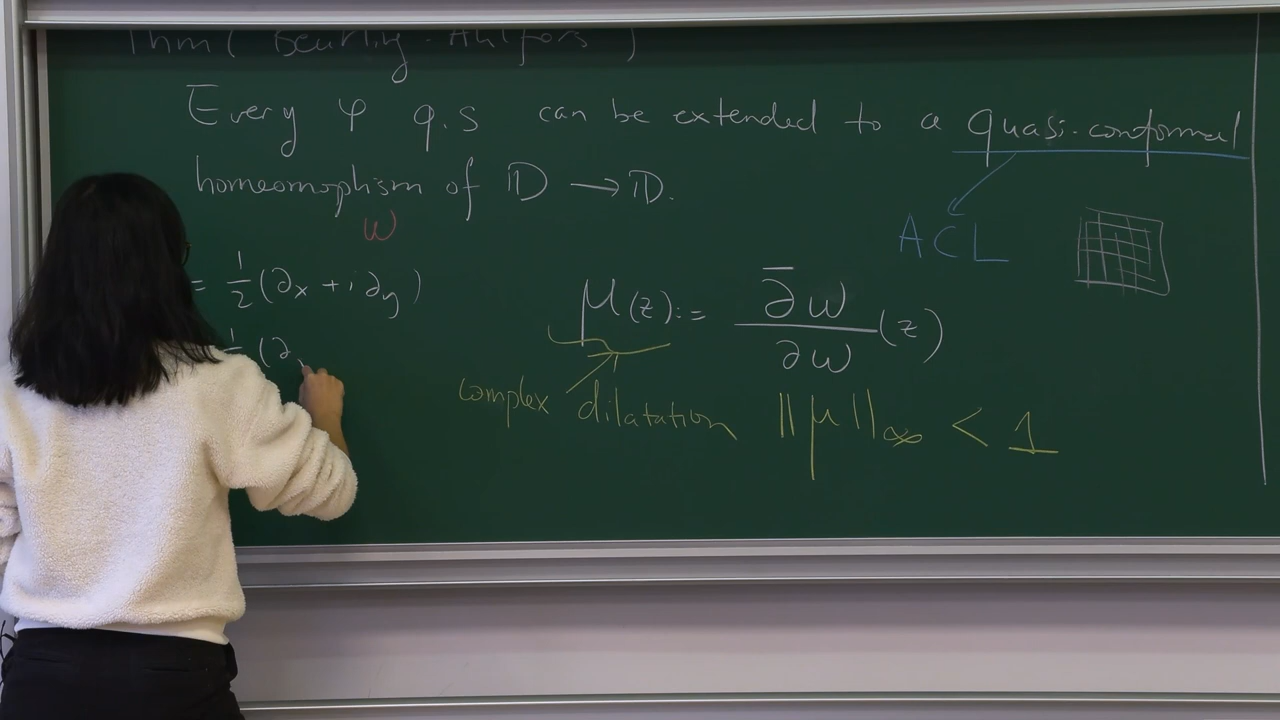 Thm ( Beurling - Ahlfors )
Every φ q.s can be extended to a quasi-conformal
homeomophism of 𝔻 → 𝔻.
w
ACL
= 1/2 (∂x + i ∂y)
μ(z) := ∂̄w/∂w (z)
1/2 (∂
complex dilatation ||μ||∞ < 1